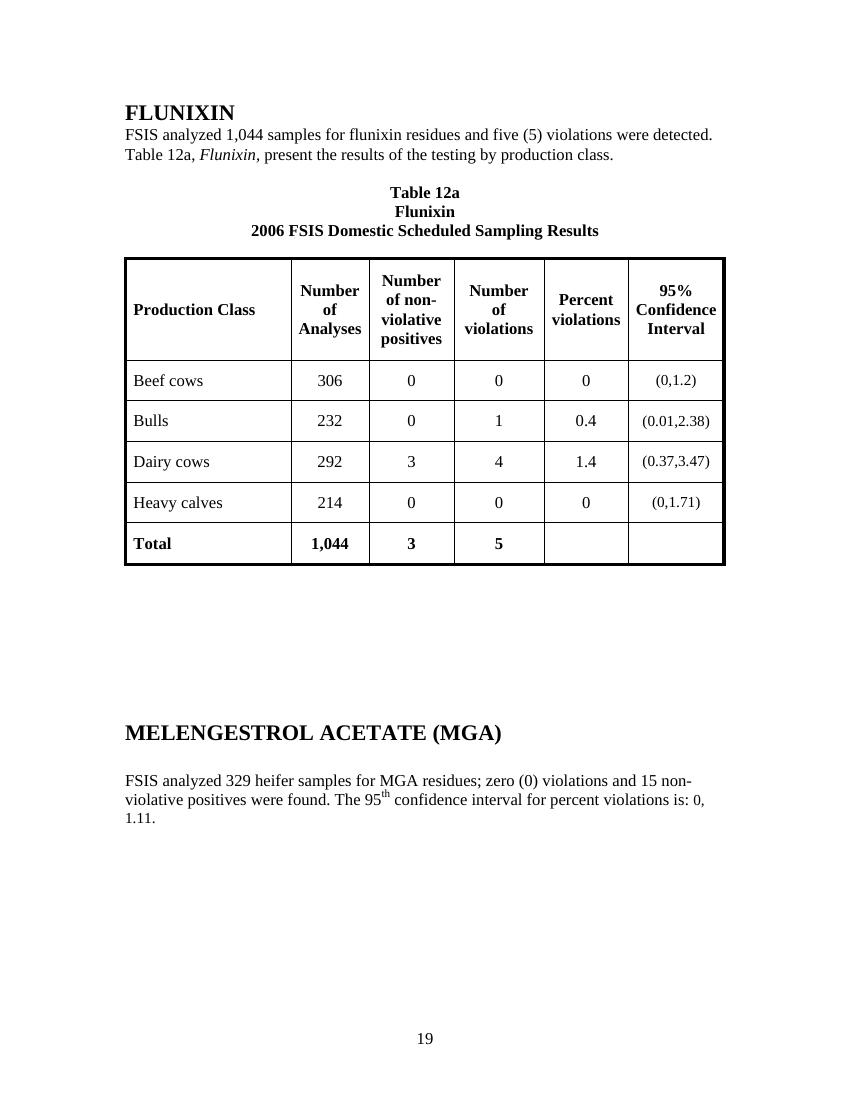 FLUNIXIN
FSIS analyzed 1,044 samples for flunixin residues and five (5) violations were detected.
Table 12a, Flunixin, present the results of the testing by production class.
Table 12a
Flunixin
2006 FSIS Domestic Scheduled Sampling Results
Production Class | Number of Analyses | Number of non-violative positives | Number of violations | Percent violations | 95% Confidence Interval
Beef cows | 306 | 0 | 0 | 0 | (0,1.2)
Bulls | 232 | 0 | 1 | 0.4 | (0.01,2.38)
Dairy cows | 292 | 3 | 4 | 1.4 | (0.37,3.47)
Heavy calves | 214 | 0 | 0 | 0 | (0,1.71)
Total | 1,044 | 3 | 5
MELENGESTROL ACETATE (MGA)
FSIS analyzed 329 heifer samples for MGA residues; zero (0) violations and 15 non-
violative positives were found. The 95th confidence interval for percent violations is: 0,
1.11.
19